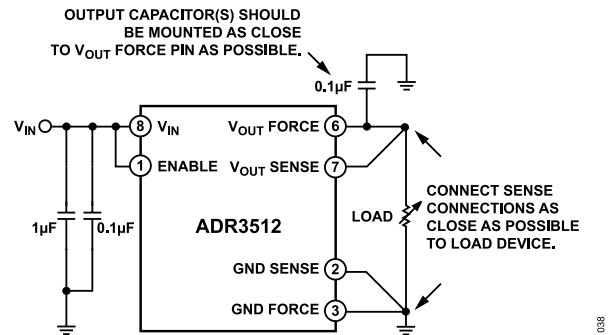 OUTPUT CAPACITOR(S) SHOULD
BE MOUNTED AS CLOSE
TO VOUT FORCE PIN AS POSSIBLE.
0.1µF
VIN
8
VIN
VOUT FORCE
6
1
ENABLE
VOUT SENSE
7
1µF
0.1µF
ADR3512
LOAD
CONNECT SENSE
CONNECTIONS AS
CLOSE AS POSSIBLE
TO LOAD DEVICE.
GND SENSE
2
GND FORCE
3
038